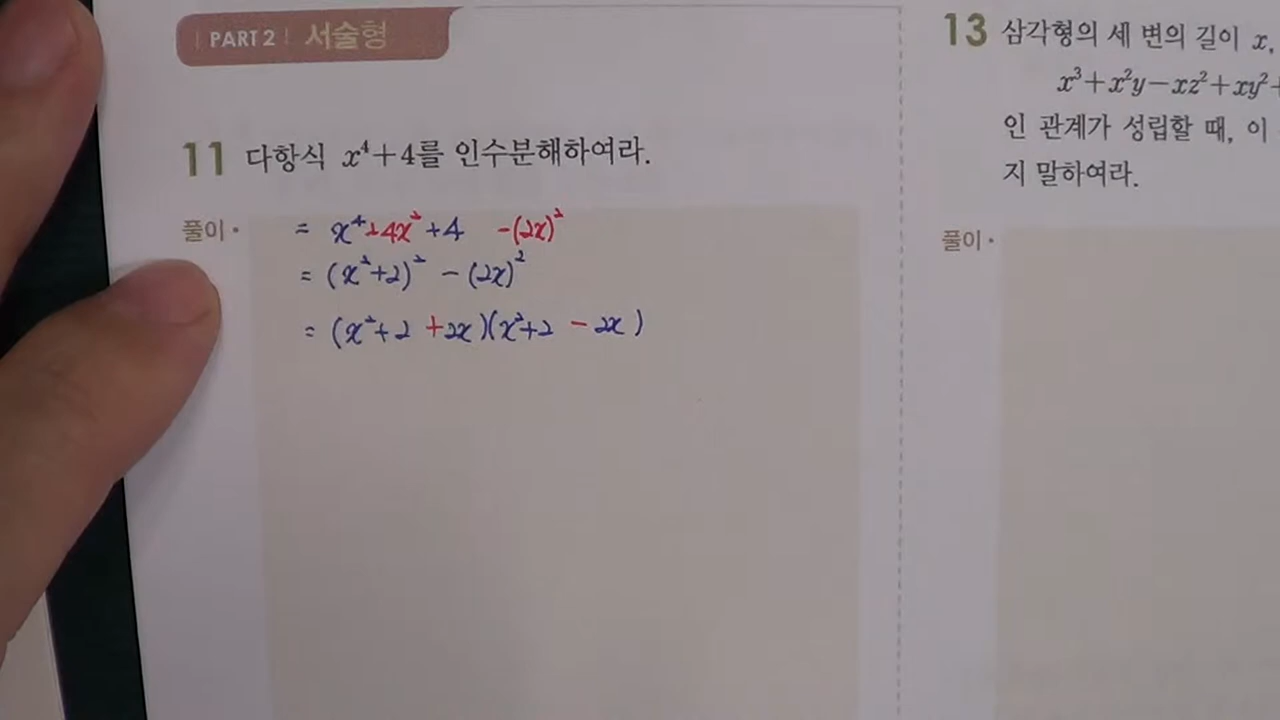 PART 2 서술형
11 다항식 x⁴+4를 인수분해하여라.
풀이·
= x⁴+4x²+4 -(2x)²
= (x²+2)² -(2x)²
= (x²+2 +2x)(x²+2 - 2x)
13 삼각형의 세 변의 길이 x,
x³+x²y-xz²+xy²+
인 관계가 성립할 때, 이
지 말하여라.
풀이·